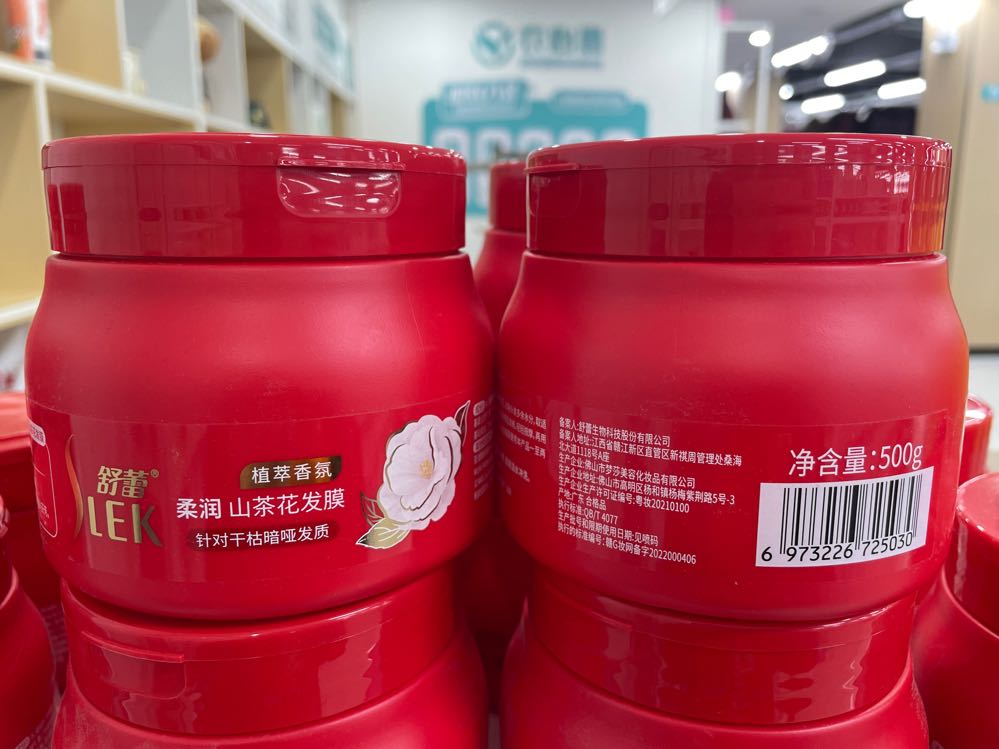 舒蕾®
SLEK
植萃香氛
柔润 山茶花发膜
针对干枯暗哑发质
备案人:舒蕾生物科技股份有限公司
备案人地址:江西省赣江新区直管区新祺周管理处桑海
北大道1118号A座
生产企业:佛山市梦莎美容化妆品有限公司
生产企业地址:佛山市高明区杨和镇杨梅紫荆路5号-3
生产企业生产许可证编号:粤妆20210100
产地:广东 合格品
执行标准:QB/T 4077
生产批号和限期使用日期:见喷码
执行的标准编号:赣G妆网备字2022000406
净含量:500g
6 973226 725030